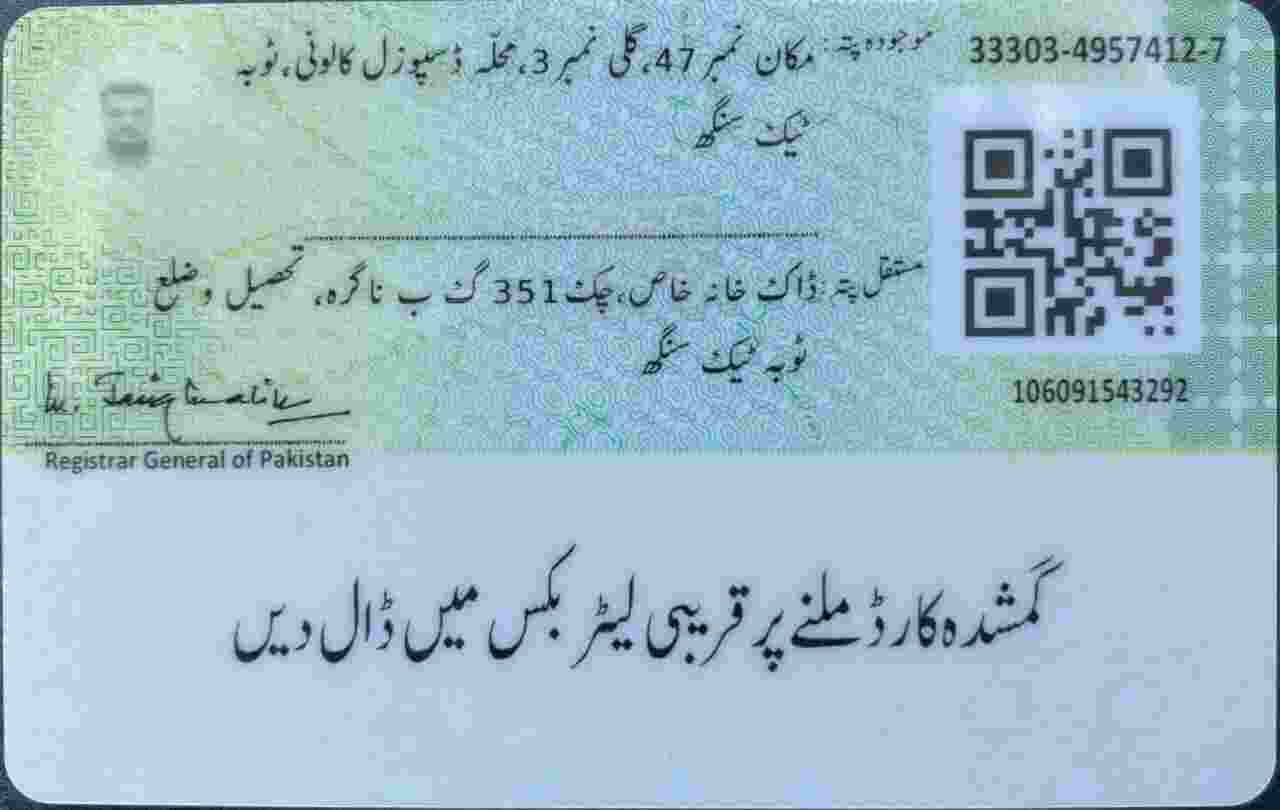 33303-4957412-7
موجودہ پتہ: مکان نمبر 47، گلی نمبر 3، محلّہ ڈسپوزل کالونی، ٹوبہ
ٹیک سنگھ
مستقل پتہ: ڈاک خانہ خاص، چک 351 گ ب ناگرہ، تحصیل و ضلع
ٹوبہ ٹیک سنگھ
106091543292
Registrar General of Pakistan
گمشدہ کارڈ ملنے پر قریبی لیٹر بکس میں ڈال دیں